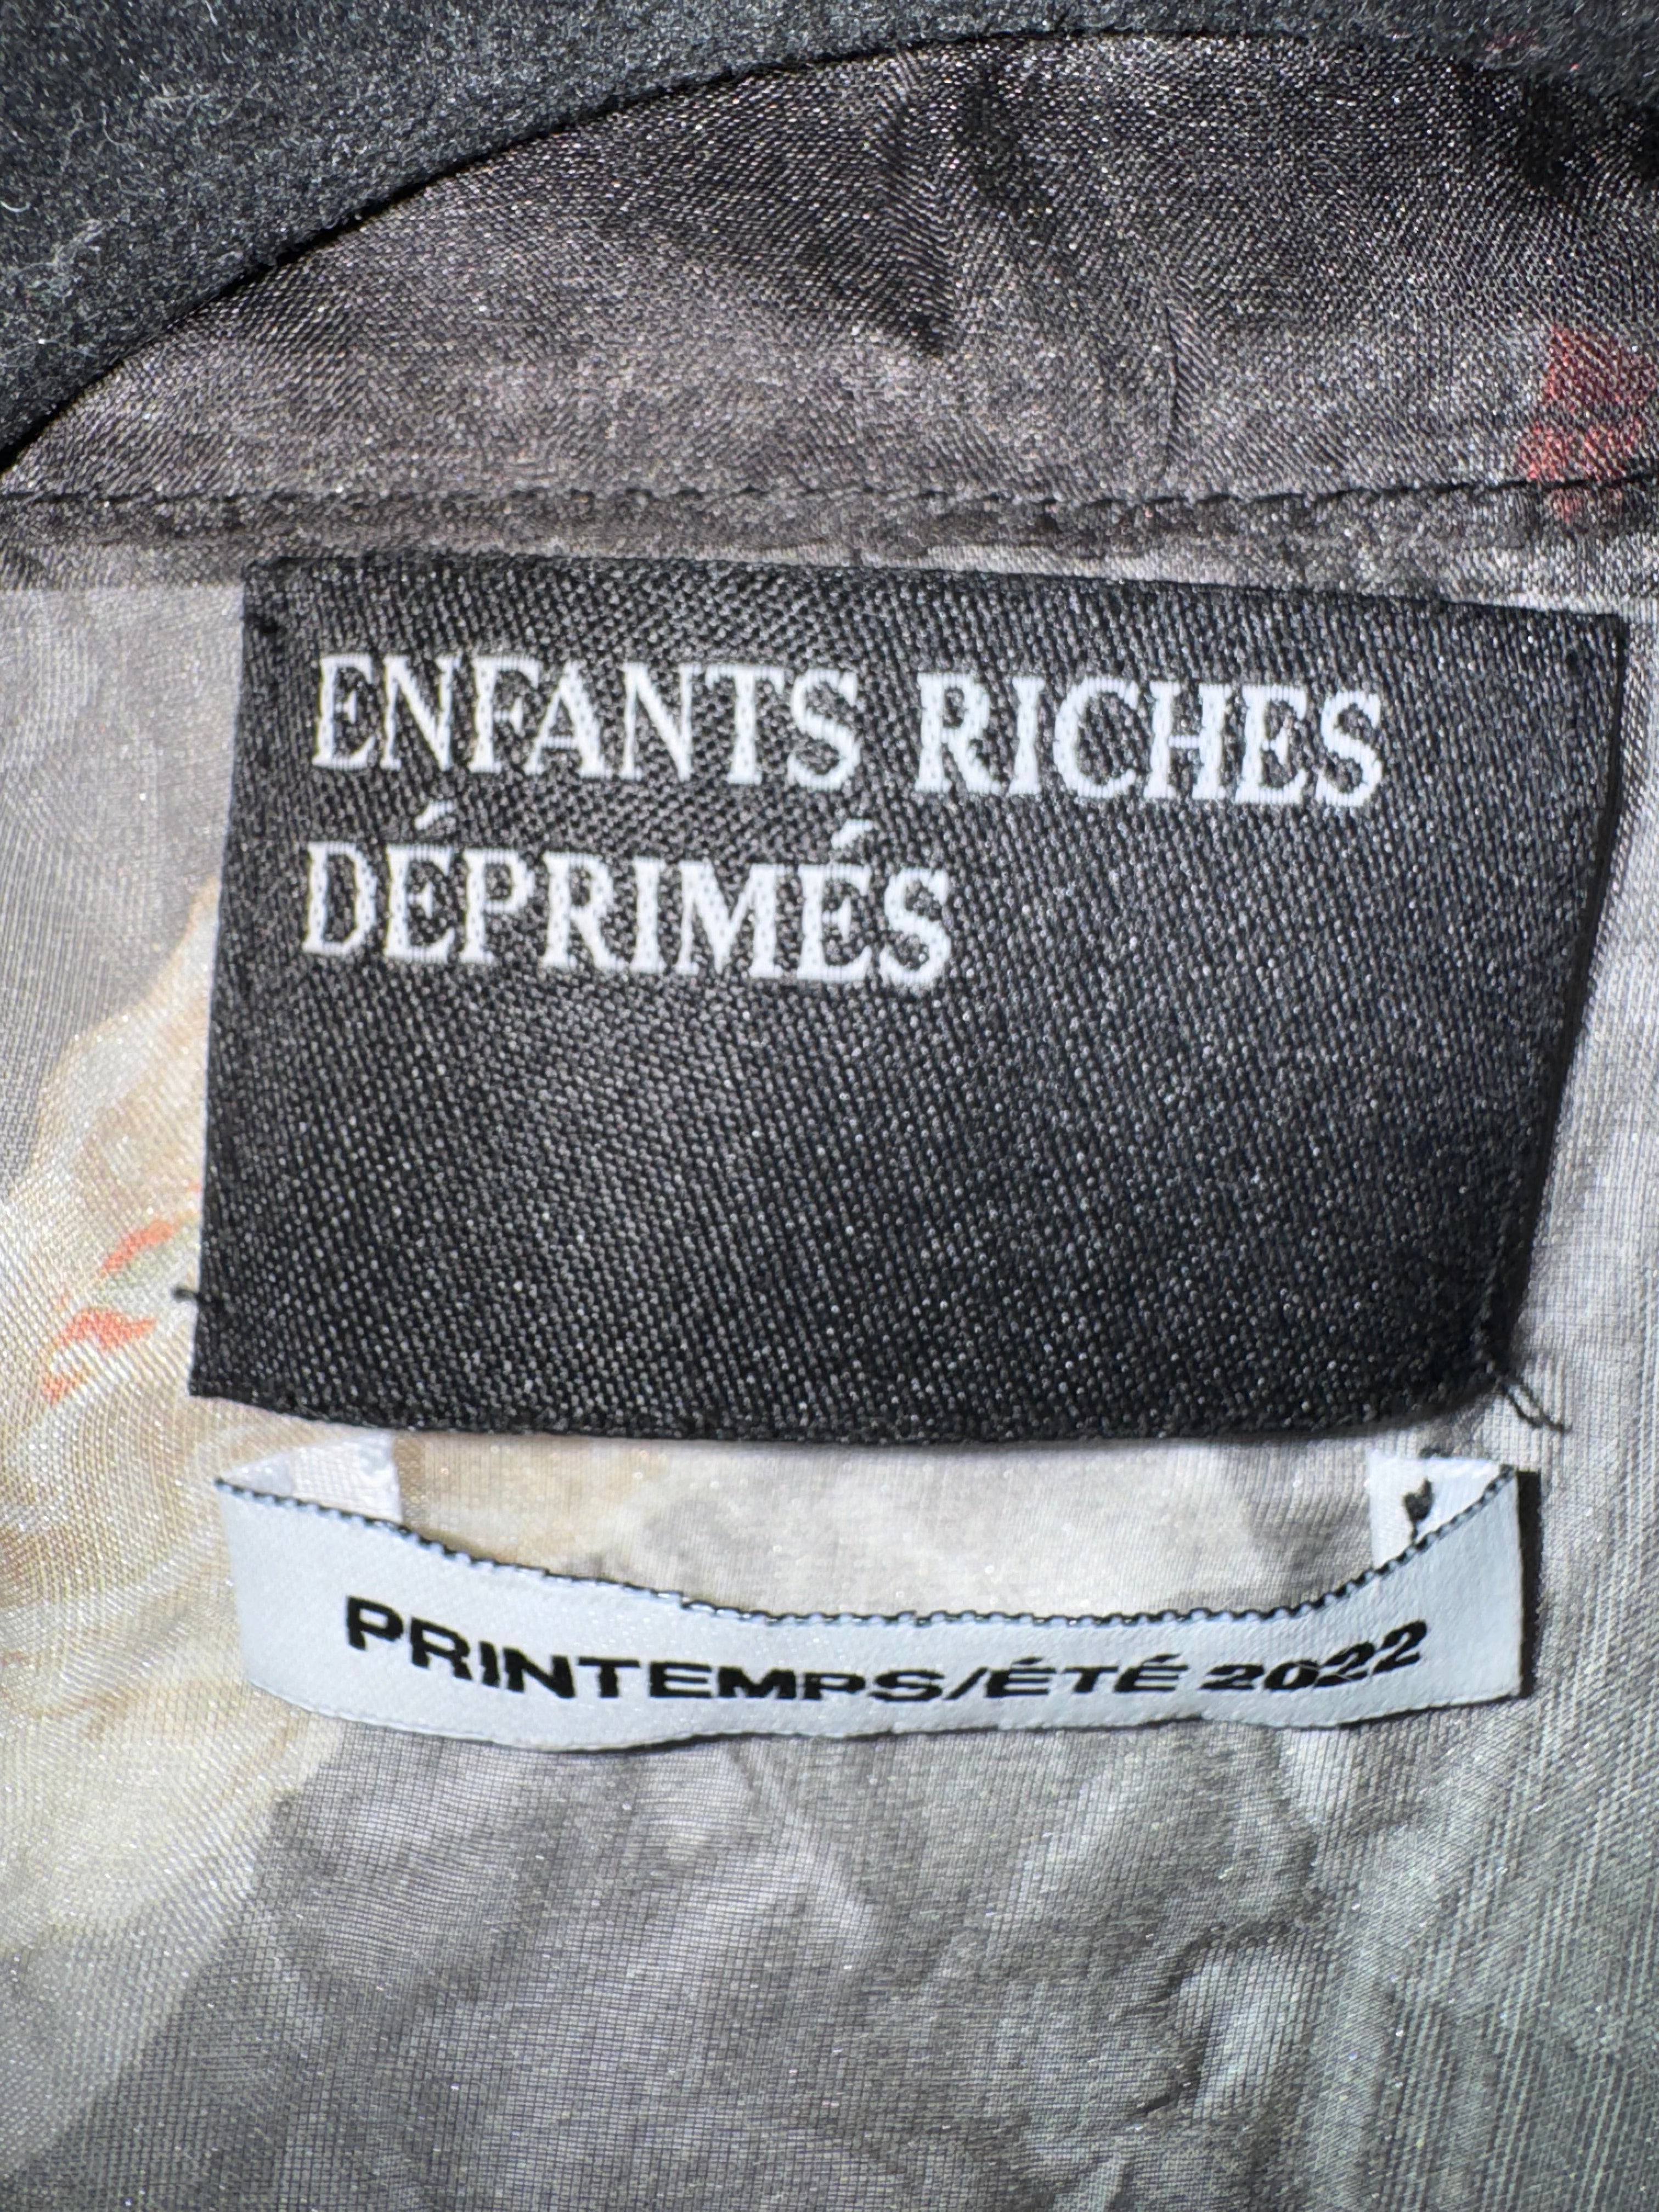 ENFANTS RICHES
DÉPRIMÉS
PRINTEMPS/ÉTÉ 2022